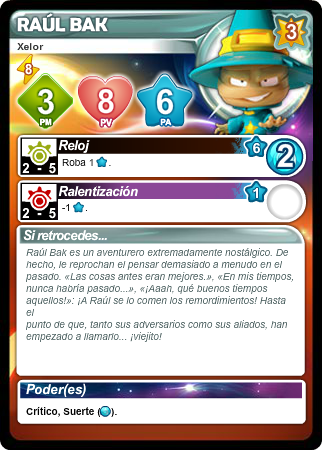 RAÚL BAK
3
Xelor
8
3
PM
8
PV
6
PA
Reloj
6
2
2 - 5
Roba 1 .
Ralentización
1
2 - 5
-1 .
Si retrocedes...
Raúl Bak es un aventurero extremadamente nostálgico. De
hecho, le reprochan el pensar demasiado a menudo en el
pasado. «Las cosas antes eran mejores.», «En mis tiempos,
nunca habría pasado...», «¡Aaah, qué buenos tiempos
aquellos!»: ¡A Raúl se lo comen los remordimientos! Hasta
el
punto de que, tanto sus adversarios como sus aliados, han
empezado a llamarlo... ¡viejito!
Poder(es)
Crítico, Suerte ( ).